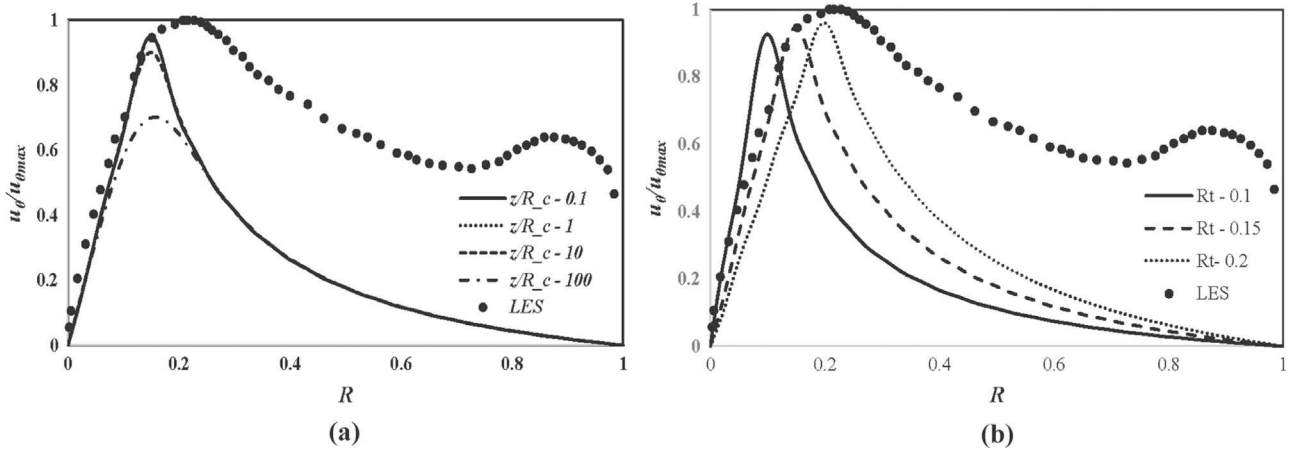 1
0.8
0.6
0.4
0.2
0
u_θ/u_θmax
z/R_c - 0.1
z/R_c - 1
z/R_c - 10
z/R_c - 100
LES
0 0.2 0.4 0.6 0.8 1
R
(a)
1
0.8
0.6
0.4
0.2
0
u_θ/u_θmax
Rt - 0.1
Rt - 0.15
Rt- 0.2
LES
0 0.2 0.4 0.6 0.8 1
R
(b)